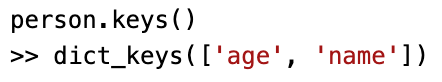 person.keys()
>> dict_keys(['age', 'name'])